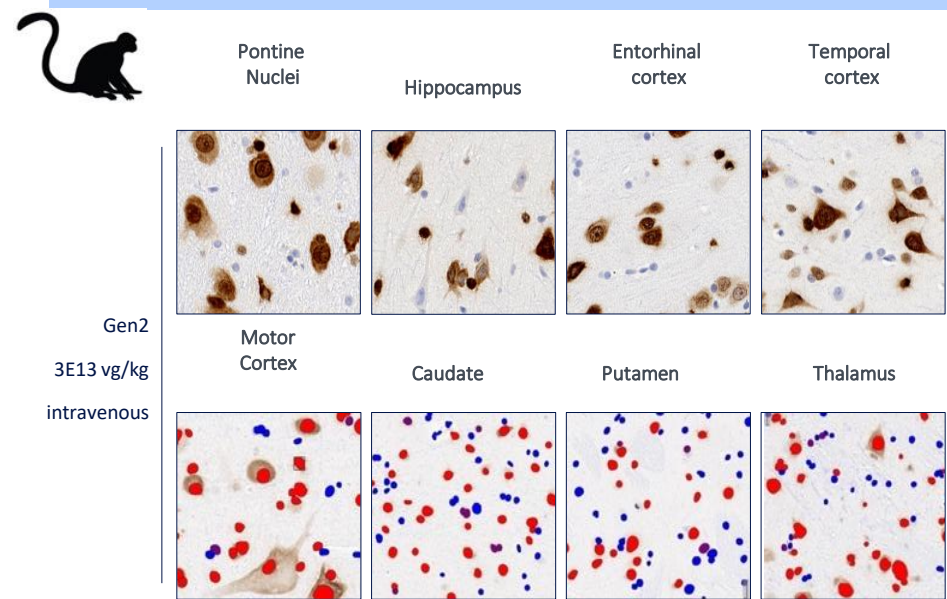 Pontine
Nuclei
Hippocampus
Entorhinal
cortex
Temporal
cortex
Gen2
3E13 vg/kg
intravenous
Motor
Cortex
Caudate
Putamen
Thalamus